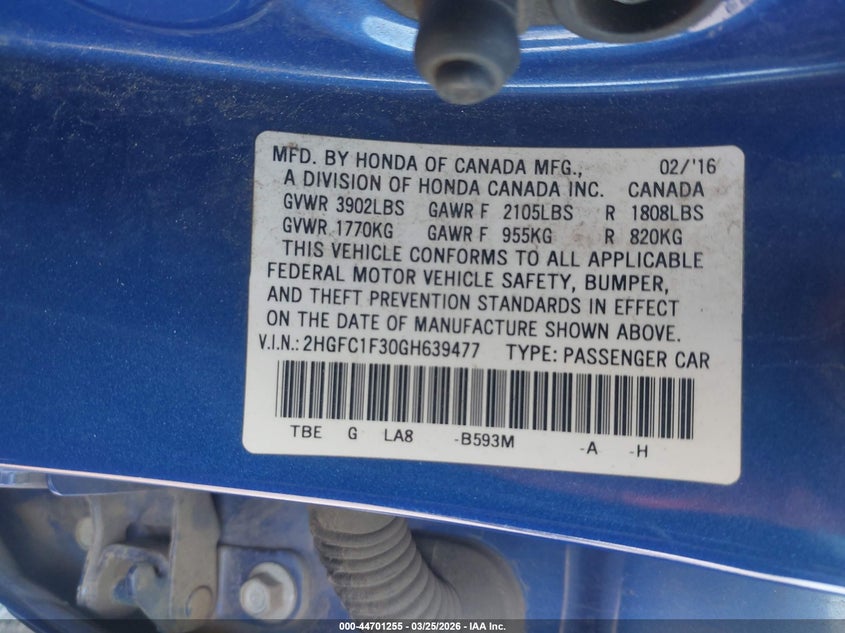 MFD. BY HONDA OF CANADA MFG., 02/'16
A DIVISION OF HONDA CANADA INC. CANADA
GVWR 3902LBS GAWR F 2105LBS R 1808LBS
GVWR 1770KG GAWR F 955KG R 820KG
THIS VEHICLE CONFORMS TO ALL APPLICABLE
FEDERAL MOTOR VEHICLE SAFETY, BUMPER,
AND THEFT PREVENTION STANDARDS IN EFFECT
ON THE DATE OF MANUFACTURE SHOWN ABOVE.
V.I.N.: 2HGFC1F30GH639477 TYPE: PASSENGER CAR
TBE G LA8 -B593M -A -H
000-44701255 | 03/25/2026 | IAA Inc.